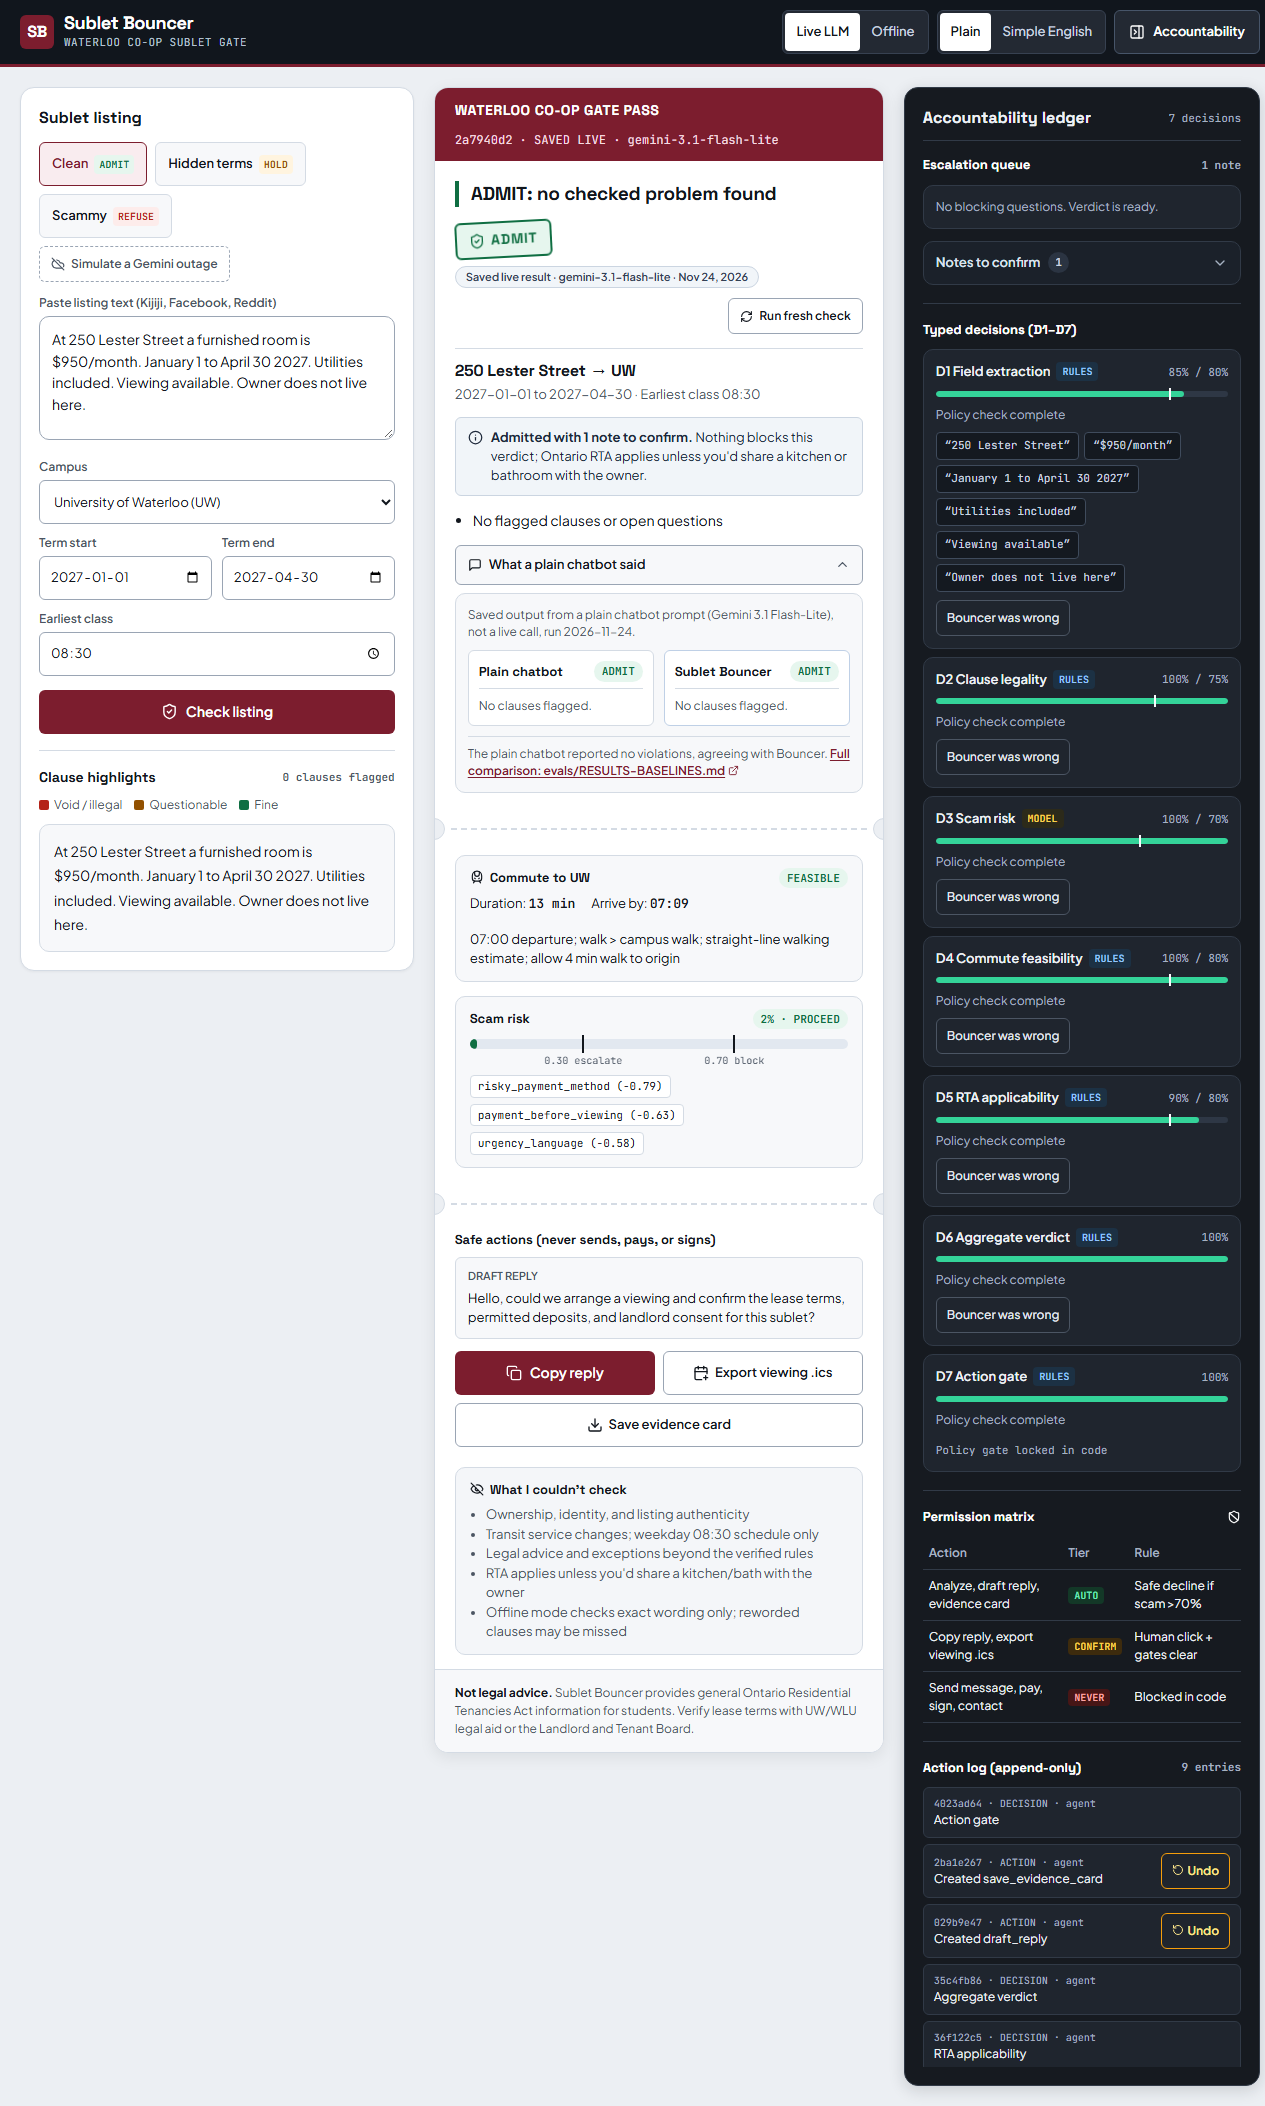 SB
Sublet Bouncer
WATERLOO CO-OP SUBLET GATE
Live LLM
Offline
Plain
Simple English
Accountability
Sublet listing
Clean ADMIT
Hidden terms HOLD
Scammy REFUSE
Simulate a Gemini outage
Paste listing text (Kijiji, Facebook, Reddit)
At 250 Lester Street a furnished room is
$950/month. January 1 to April 30 2027. Utilities
included. Viewing available. Owner does not live
here.
Campus
University of Waterloo (UW)
Term start
Term end
2027-01-01
2027-04-30
Earliest class
08:30
Check listing
Clause highlights
0 clauses flagged
Void / illegal
Questionable
Fine
At 250 Lester Street a furnished room is
$950/month. January 1 to April 30 2027. Utilities
included. Viewing available. Owner does not live
here.
WATERLOO CO-OP GATE PASS
2a7940d2 · SAVED LIVE · gemini-3.1-flash-lite
ADMIT: no checked problem found
ADMIT
Saved live result · gemini-3.1-flash-lite · Nov 24, 2026
Run fresh check
250 Lester Street → UW
2027-01-01 to 2027-04-30 · Earliest class 08:30
Admitted with 1 note to confirm. Nothing blocks this
verdict; Ontario RTA applies unless you'd share a kitchen or
bathroom with the owner.
• No flagged clauses or open questions
What a plain chatbot said
Saved output from a plain chatbot prompt (Gemini 3.1 Flash-Lite),
not a live call, run 2026-11-24.
Plain chatbot ADMIT
No clauses flagged.
Sublet Bouncer ADMIT
No clauses flagged.
The plain chatbot reported no violations, agreeing with Bouncer. Full
comparison: evals/RESULTS-BASELINES.md
Commute to UW
FEASIBLE
Duration: 13 min Arrive by: 07:09
07:00 departure; walk > campus walk; straight-line walking
estimate; allow 4 min walk to origin
Scam risk
2% · PROCEED
0.30 escalate
0.70 block
risky_payment_method (-0.79)
payment_before_viewing (-0.63)
urgency_language (-0.58)
Safe actions (never sends, pays, or signs)
DRAFT REPLY
Hello, could we arrange a viewing and confirm the lease terms,
permitted deposits, and landlord consent for this sublet?
Copy reply
Export viewing .ics
Save evidence card
What I couldn't check
• Ownership, identity, and listing authenticity
• Transit service changes; weekday 08:30 schedule only
• Legal advice and exceptions beyond the verified rules
• RTA applies unless you'd share a kitchen/bath with the
owner
• Offline mode checks exact wording only; reworded
clauses may be missed
Not legal advice. Sublet Bouncer provides general Ontario Residential
Tenancies Act information for students. Verify lease terms with UW/WLU
legal aid or the Landlord and Tenant Board.
Accountability ledger
7 decisions
Escalation queue
1 note
No blocking questions. Verdict is ready.
Notes to confirm 1
Typed decisions (D1–D7)
D1 Field extraction RULES 85% / 80%
Policy check complete
"250 Lester Street"
"$950/month"
"January 1 to April 30 2027"
"Utilities included"
"Viewing available"
"Owner does not live here"
Bouncer was wrong
D2 Clause legality RULES 100% / 75%
Policy check complete
Bouncer was wrong
D3 Scam risk MODEL 100% / 70%
Policy check complete
Bouncer was wrong
D4 Commute feasibility RULES 100% / 80%
Policy check complete
Bouncer was wrong
D5 RTA applicability RULES 90% / 80%
Policy check complete
Bouncer was wrong
D6 Aggregate verdict RULES 100%
Policy check complete
Bouncer was wrong
D7 Action gate RULES 100%
Policy check complete
Policy gate locked in code
Permission matrix
Action Tier Rule
Analyze, draft reply,
evidence card
AUTO
Safe decline if
scam >70%
Copy reply, export
viewing .ics
CONFIRM
Human click +
gates clear
Send message, pay,
sign, contact
NEVER
Blocked in code
Action log (append-only)
9 entries
4023ad64 · DECISION · agent
Action gate
2ba1e267 · ACTION · agent
Created save_evidence_card
Undo
029b9e47 · ACTION · agent
Created draft_reply
Undo
35c4fb86 · DECISION · agent
Aggregate verdict
36f122c5 · DECISION · agent
RTA applicability